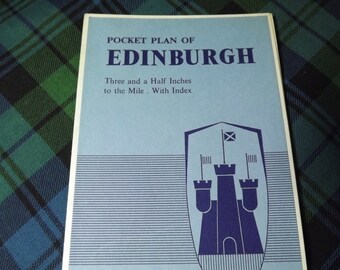 POCKET PLAN OF
EDINBURGH
Three and a Half Inches
to the Mile . With Index